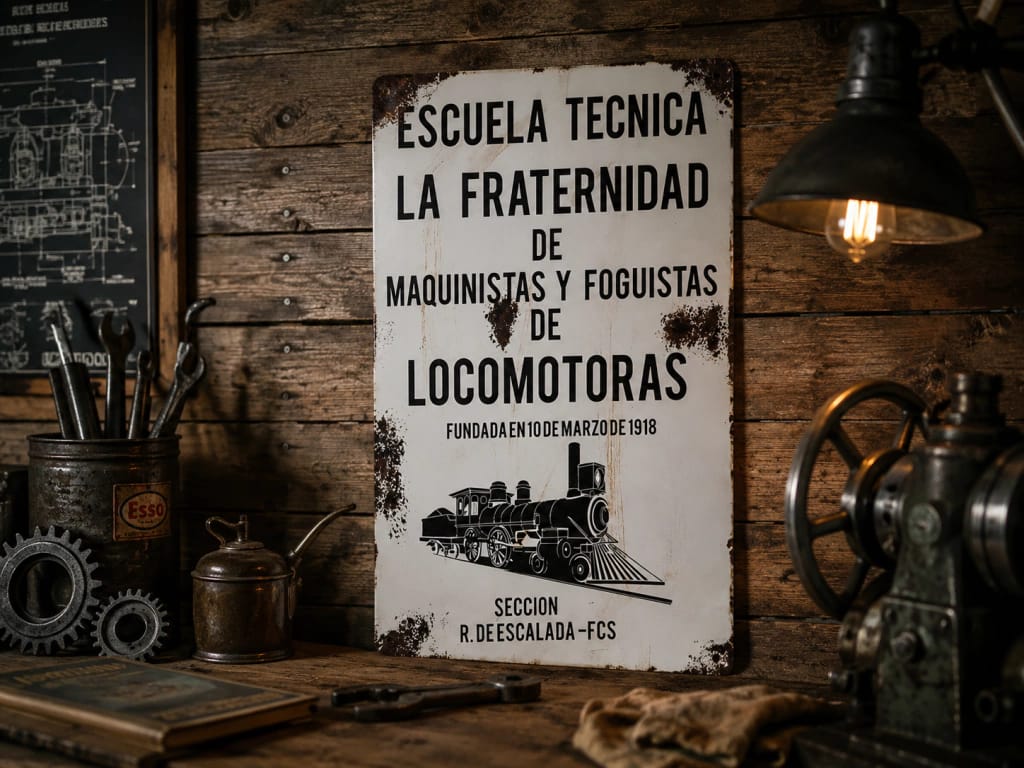 ESCUELA TECNICA
LA FRATERNIDAD
DE
MAQUINISTAS Y FOGUISTAS
DE
LOCOMOTORAS
FUNDADA EN 10 DE MARZO DE 1918
SECCION
R. DE ESCALADA -FCS
Esso